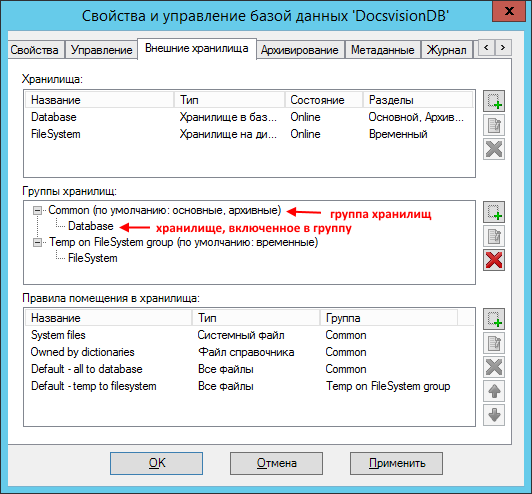 Свойства и управление базой данных 'DocsvisionDB'
Свойства Управление Внешние хранилища Архивирование Метаданные Журнал
Хранилища:
Название Тип Состояние Разделы
Database Хранилище в баз... Online Основной, Архив...
FileSystem Хранилище на ди... Online Временный
Группы хранилищ:
Common (по умолчанию: основные, архивные) группа хранилищ
Database хранилище, включенное в группу
Temp on FileSystem group (по умолчанию: временные)
FileSystem
Правила помещения в хранилища:
Название Тип Группа
System files Системный файл Common
Owned by dictionaries Файл справочника Common
Default - all to database Все файлы Common
Default - temp to filesystem Все файлы Temp on FileSystem group
OK Отмена Применить